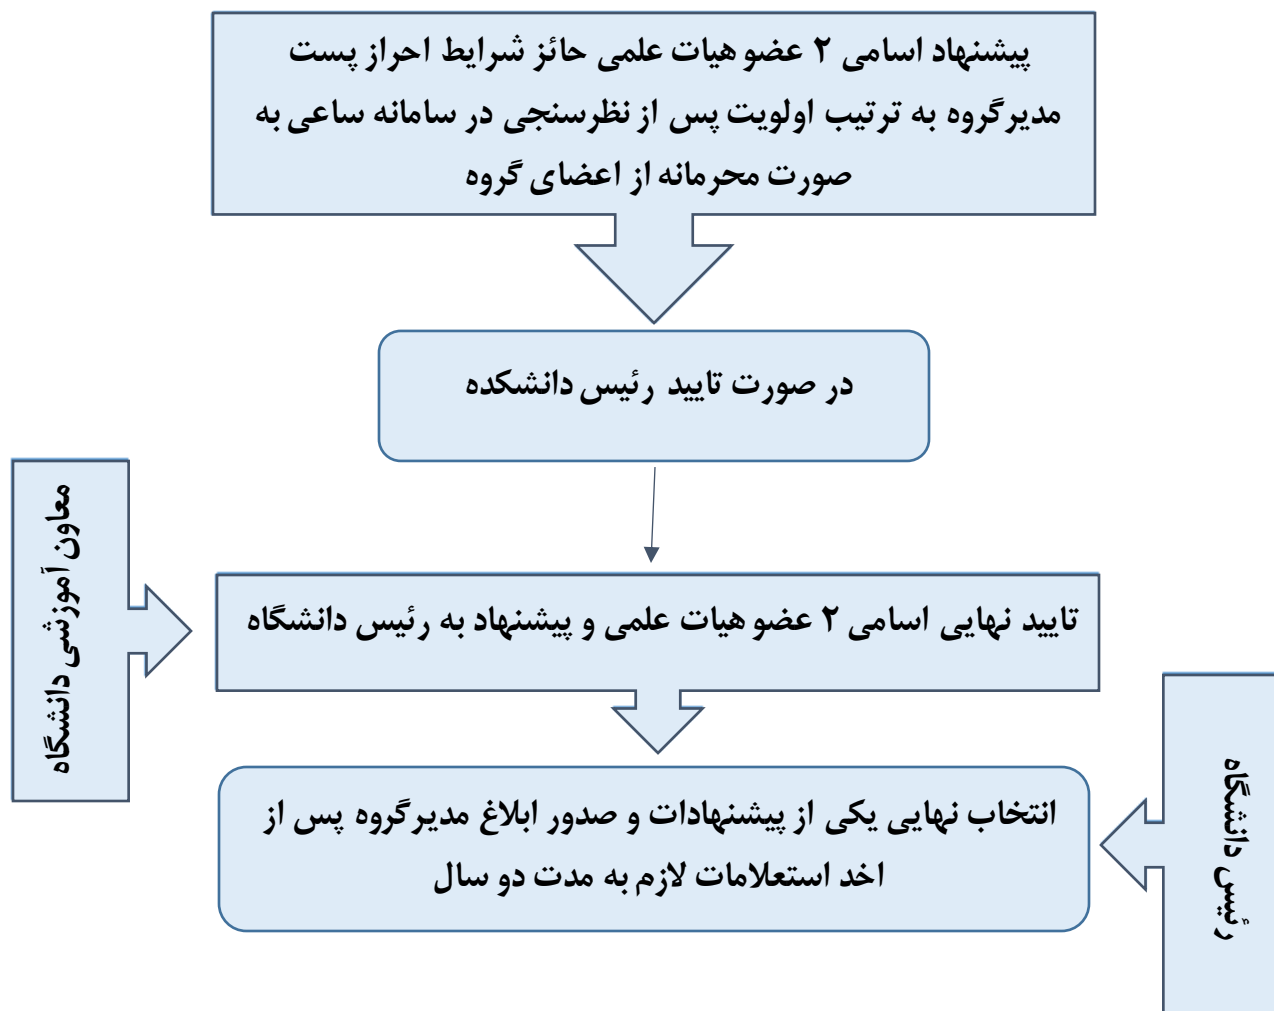 پیشنهاد اسامی ۲ عضو هیات علمی حائز شرایط احراز پست
مدیرگروه به ترتیب اولویت پس از نظرسنجی در سامانه ساعی به
صورت محرمانه از اعضای گروه
در صورت تایید رئیس دانشکده
معاون آموزشی دانشگاه
تایید نهایی اسامی ۲ عضو هیات علمی و پیشنهاد به رئیس دانشگاه
رئیس دانشگاه
انتخاب نهایی یکی از پیشنهادات و صدور ابلاغ مدیرگروه پس از
اخد استعلامات لازم به مدت دو سال